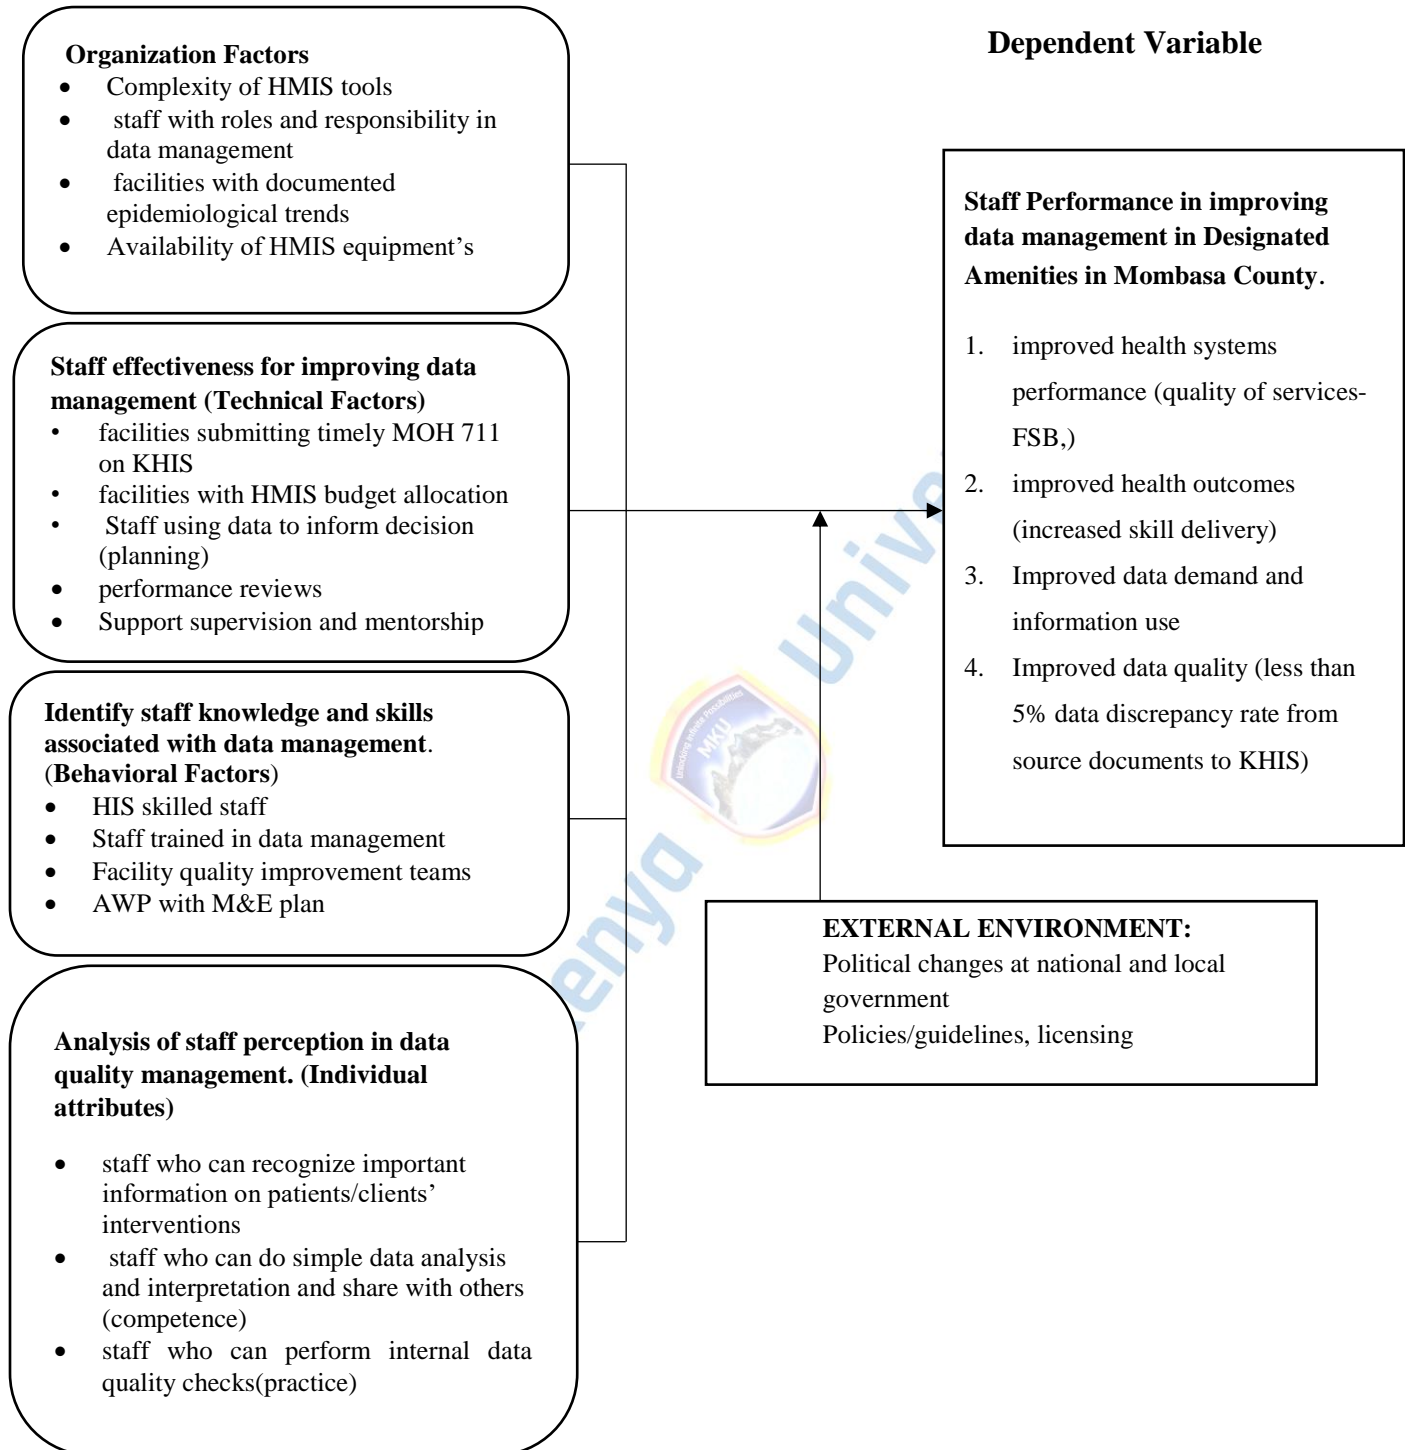 Organization Factors
• Complexity of HMIS tools
• staff with roles and responsibility in
data management
• facilities with documented
epidemiological trends
• Availability of HMIS equipment's
Staff effectiveness for improving data
management (Technical Factors)
• facilities submitting timely MOH 711
on KHIS
• facilities with HMIS budget allocation
• Staff using data to inform decision
(planning)
• performance reviews
• Support supervision and mentorship
Identify staff knowledge and skills
associated with data management.
(Behavioral Factors)
• HIS skilled staff
• Staff trained in data management
• Facility quality improvement teams
• AWP with M&E plan
Analysis of staff perception in data
quality management. (Individual
attributes)
• staff who can recognize important
information on patients/clients'
interventions
• staff who can do simple data analysis
and interpretation and share with others
(competence)
• staff who can perform internal data
quality checks(practice)
Dependent Variable
Staff Performance in improving
data management in Designated
Amenities in Mombasa County.
1. improved health systems
performance (quality of services-
FSB,)
2. improved health outcomes
(increased skill delivery)
3. Improved data demand and
information use
4. Improved data quality (less than
5% data discrepancy rate from
source documents to KHIS)
EXTERNAL ENVIRONMENT:
Political changes at national and local
government
Policies/guidelines, licensing
MKU
Unlocking Infinite Possibilities